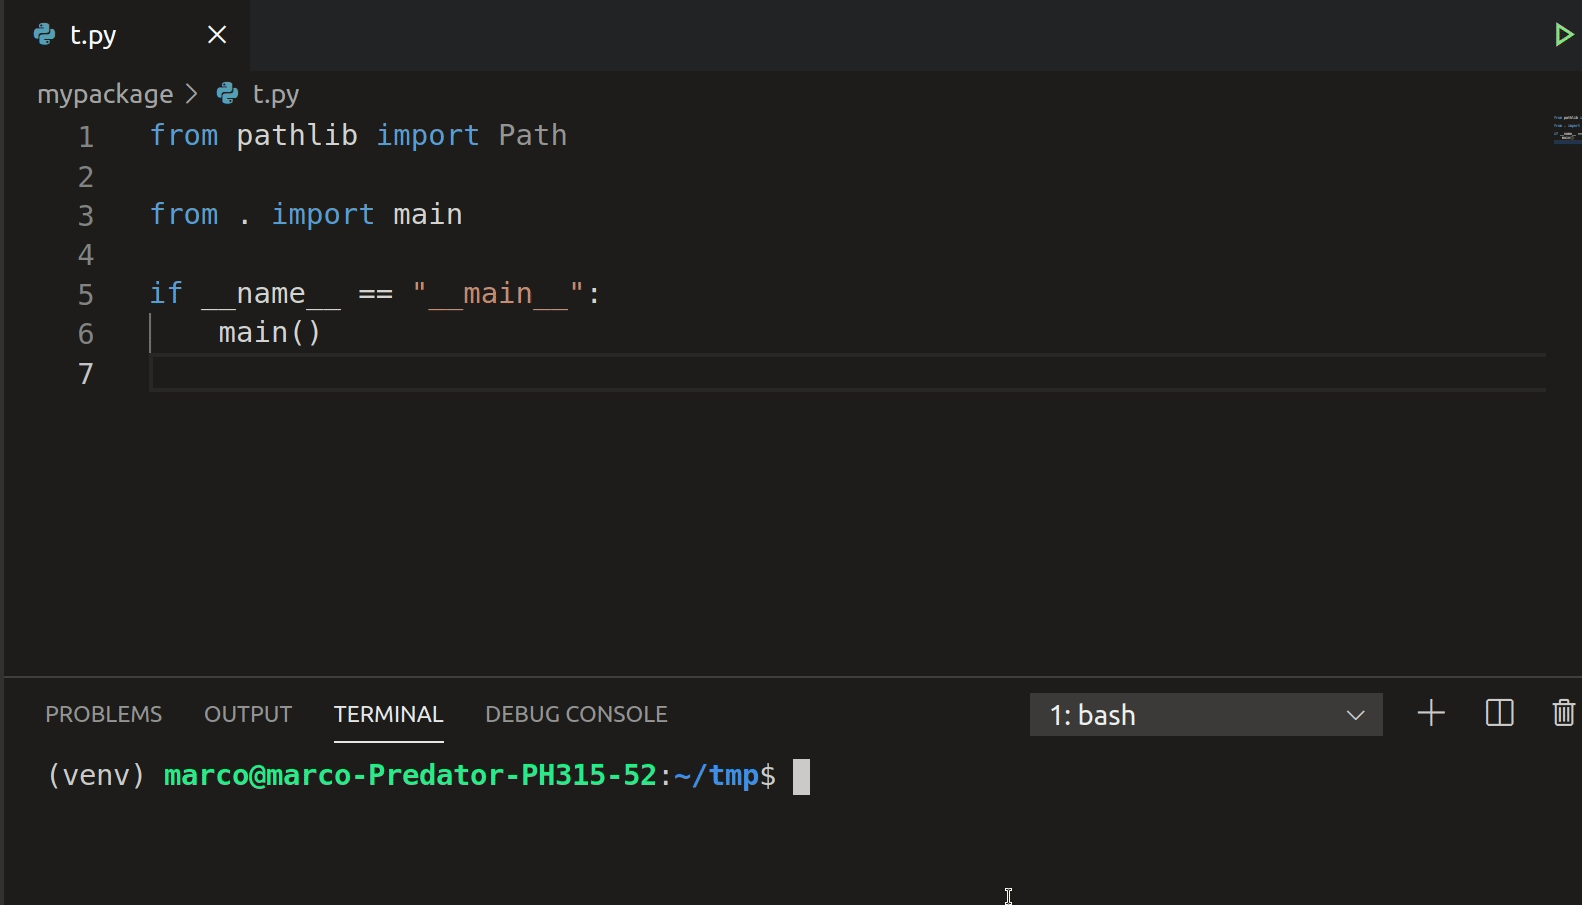 t.py
mypackage > t.py
1 from pathlib import Path
2
3 from . import main
4
5 if __name__ == "__main__":
6     main()
7
PROBLEMS OUTPUT TERMINAL DEBUG CONSOLE 1: bash
(venv) marco@marco-Predator-PH315-52:~/tmp$